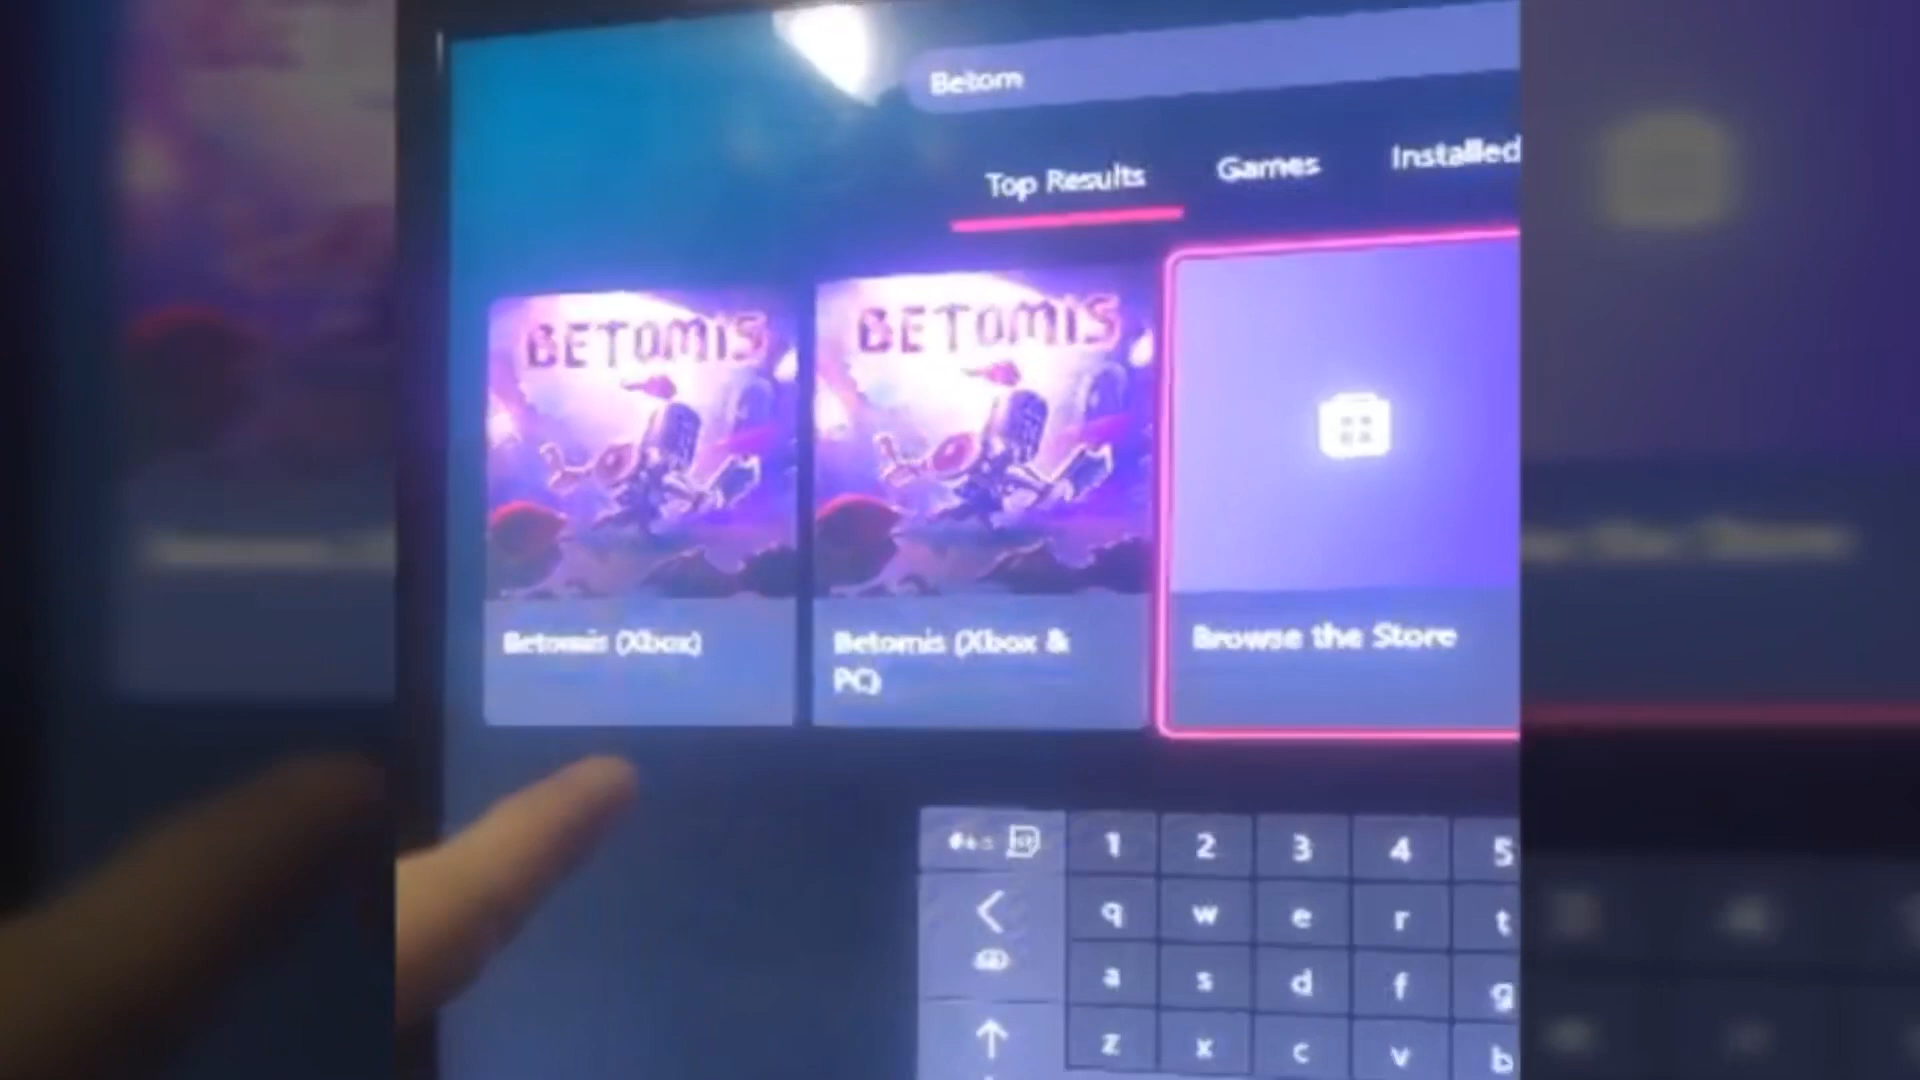 Betom
Top Results
Games
Installed
BETOMIS
BETOMIS
Betomis (Xbox)
Betomis (Xbox &
PC)
Browse the Store
1 2 3 4 5
q w e r t
a s d f g
z x c v b